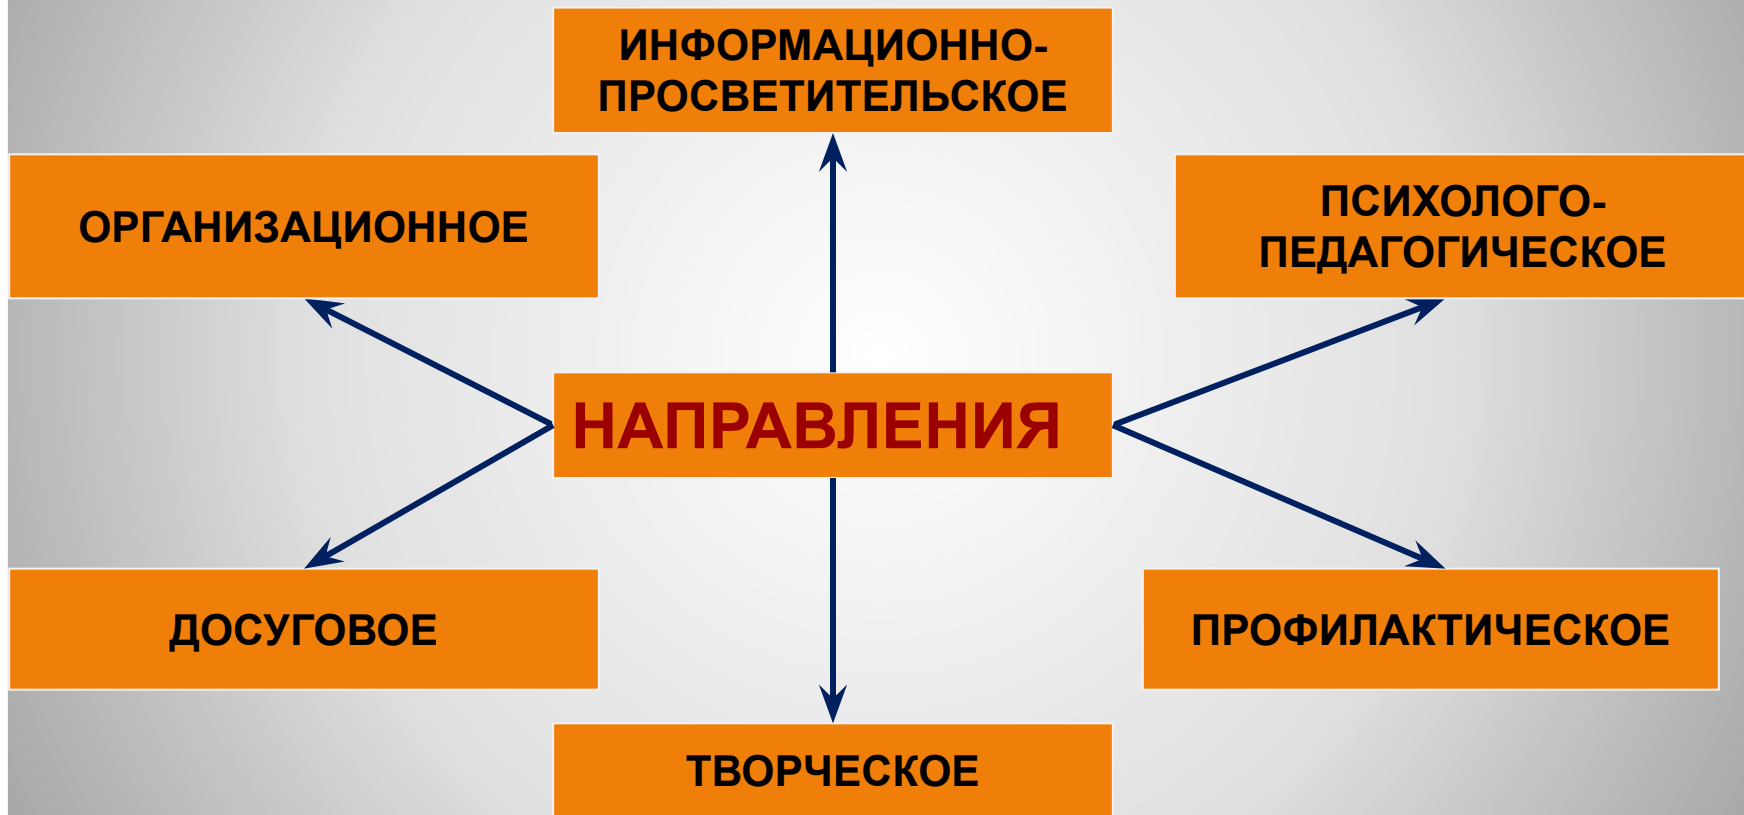 ИНФОРМАЦИОННО-
ПРОСВЕТИТЕЛЬСКОЕ
ОРГАНИЗАЦИОННОЕ
ПСИХОЛОГО-
ПЕДАГОГИЧЕСКОЕ
НАПРАВЛЕНИЯ
ДОСУГОВОЕ
ПРОФИЛАКТИЧЕСКОЕ
ТВОРЧЕСКОЕ